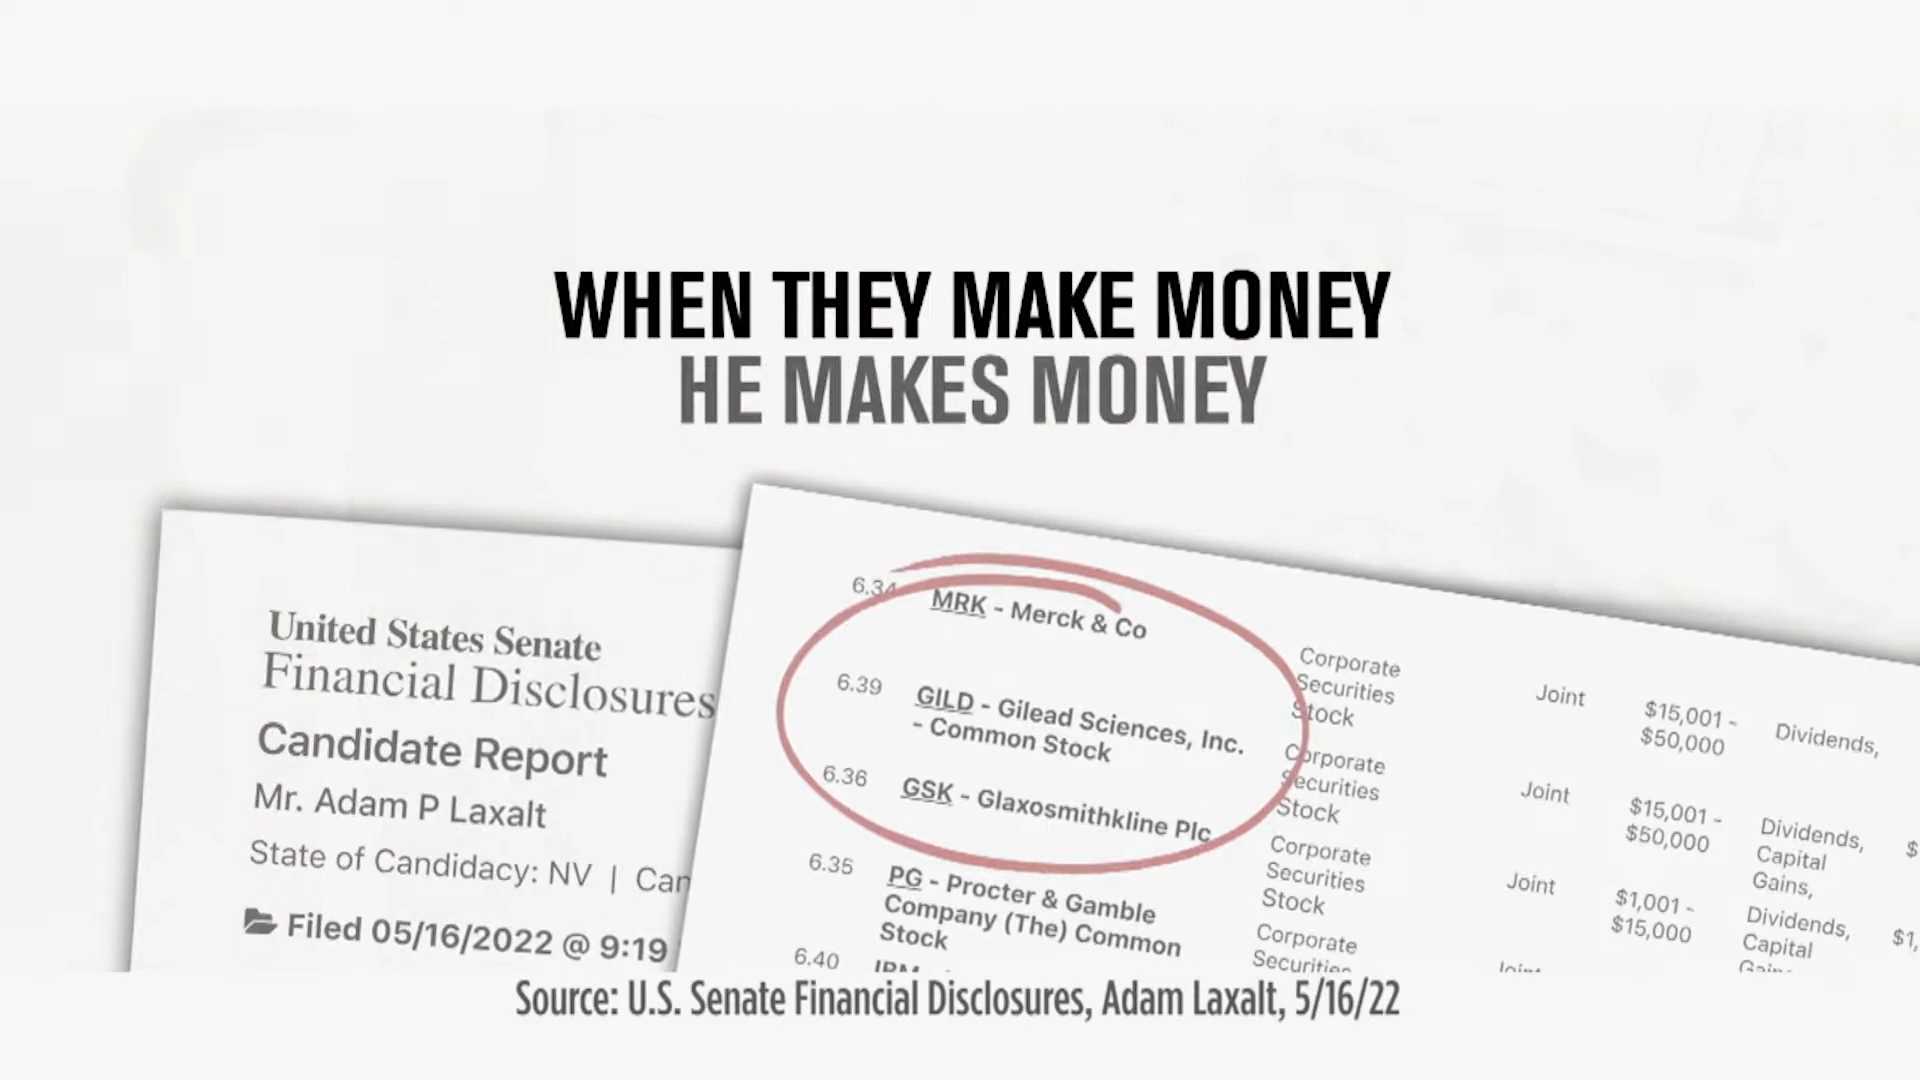 WHEN THEY MAKE MONEY
HE MAKES MONEY
United States Senate
Financial Disclosures
Candidate Report
Mr. Adam P Laxalt
State of Candidacy: NV | Can
Filed 05/16/2022 @ 9:19
6.34 MRK - Merck & Co
Corporate
Securities
Stock
Joint
$15,001 -
$50,000
Dividends,
6.39 GILD - Gilead Sciences, Inc.
- Common Stock
Corporate
Securities
Stock
Joint
$15,001 -
$50,000
Dividends,
Capital
Gains,
$
6.36 GSK - Glaxosmithkline Plc
Corporate
Securities
Stock
Joint
$1,001 -
$15,000
Dividends,
Capital
$1,
6.35 PG - Procter & Gamble
Company (The) Common
Stock
Corporate
6.40
Source: U.S. Senate Financial Disclosures, Adam Laxalt, 5/16/22